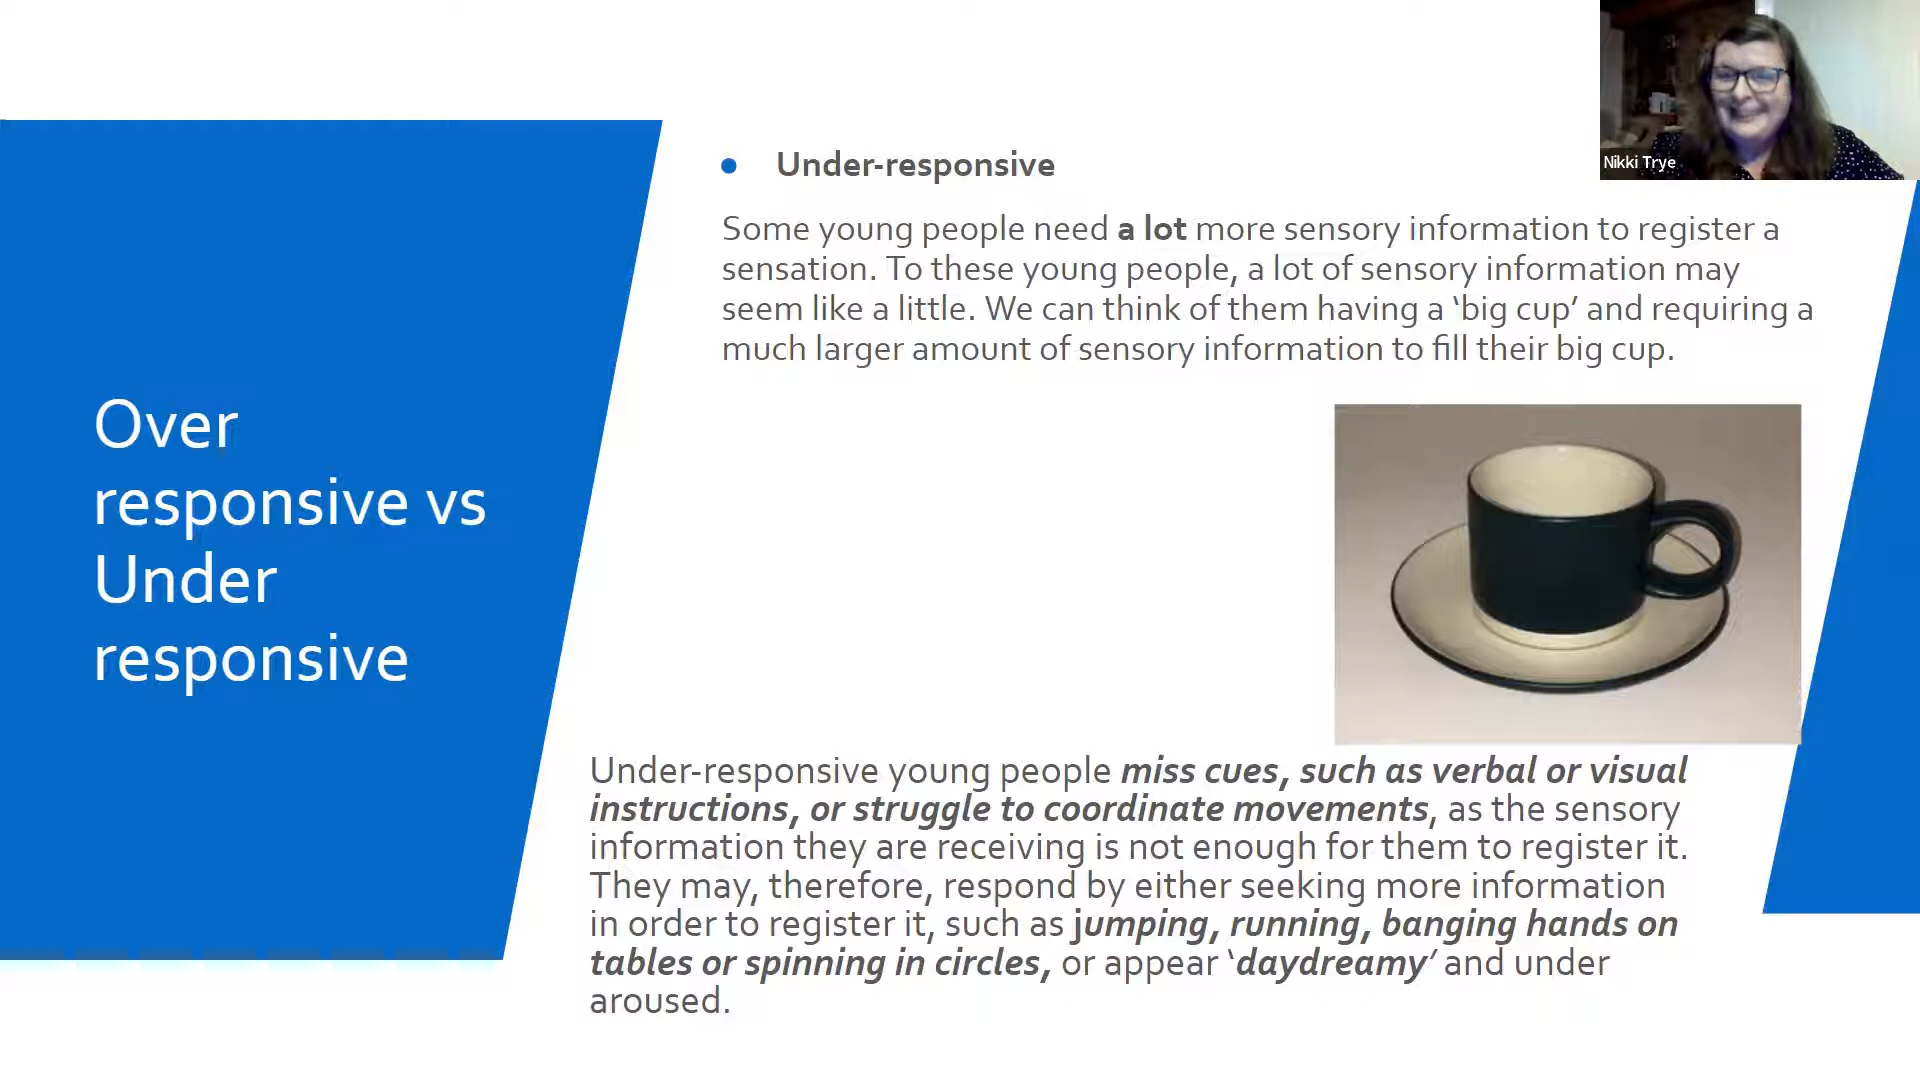 Over
responsive vs
Under
responsive
Under-responsive
Some young people need a lot more sensory information to register a
sensation. To these young people, a lot of sensory information may
seem like a little. We can think of them having a ‘big cup’ and requiring a
much larger amount of sensory information to fill their big cup.
Under-responsive young people miss cues, such as verbal or visual
instructions, or struggle to coordinate movements, as the sensory
information they are receiving is not enough for them to register it.
They may, therefore, respond by either seeking more information
in order to register it, such as jumping, running, banging hands on
tables or spinning in circles, or appear ‘daydreamy’ and under
aroused.
Nikki Trye